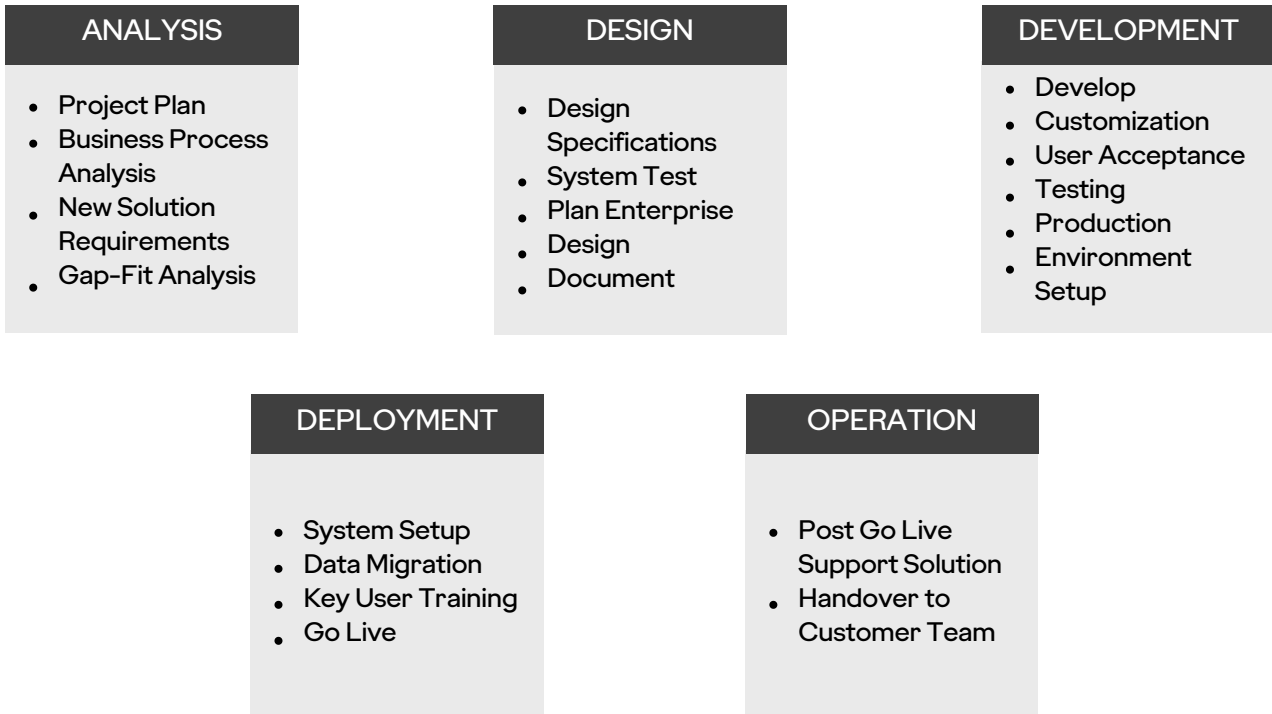 ANALYSIS
• Project Plan
• Business Process
Analysis
• New Solution
Requirements
• Gap-Fit Analysis
DESIGN
• Design
Specifications
• System Test
• Plan Enterprise
• Design
• Document
DEVELOPMENT
• Develop
• Customization
• User Acceptance
• Testing
• Production
• Environment
Setup
DEPLOYMENT
• System Setup
• Data Migration
• Key User Training
• Go Live
OPERATION
• Post Go Live
Support Solution
• Handover to
Customer Team